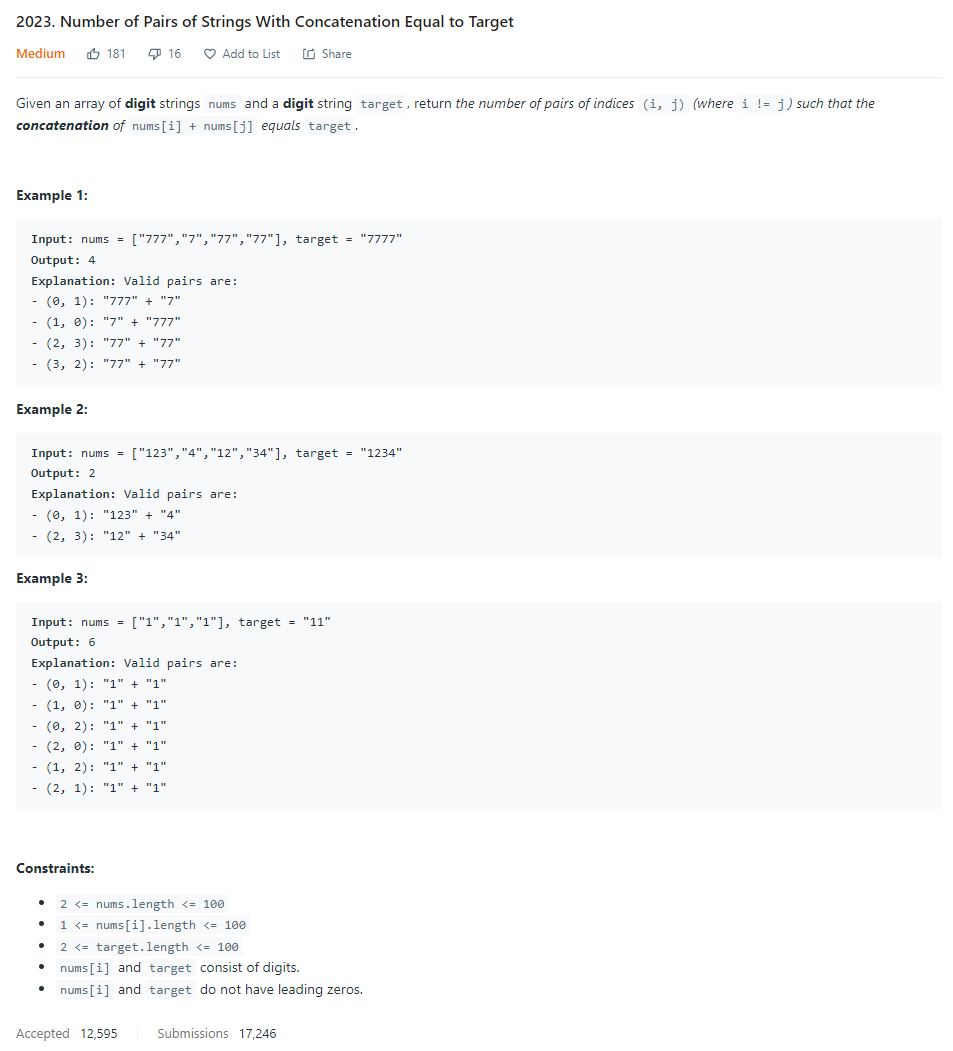 2023. Number of Pairs of Strings With Concatenation Equal to Target
Medium 181 16 Add to List Share
Given an array of digit strings nums and a digit string target, return the number of pairs of indices (i, j) (where i != j) such that the
concatenation of nums[i] + nums[j] equals target.
Example 1:
Input: nums = ["777","7","77","77"], target = "7777"
Output: 4
Explanation: Valid pairs are:
- (0, 1): "777" + "7"
- (1, 0): "7" + "777"
- (2, 3): "77" + "77"
- (3, 2): "77" + "77"
Example 2:
Input: nums = ["123","4","12","34"], target = "1234"
Output: 2
Explanation: Valid pairs are:
- (0, 1): "123" + "4"
- (2, 3): "12" + "34"
Example 3:
Input: nums = ["1","1","1"], target = "11"
Output: 6
Explanation: Valid pairs are:
- (0, 1): "1" + "1"
- (1, 0): "1" + "1"
- (0, 2): "1" + "1"
- (2, 0): "1" + "1"
- (1, 2): "1" + "1"
- (2, 1): "1" + "1"
Constraints:
• 2 <= nums.length <= 100
• 1 <= nums[i].length <= 100
• 2 <= target.length <= 100
• nums[i] and target consist of digits.
• nums[i] and target do not have leading zeros.
Accepted 12,595 Submissions 17,246